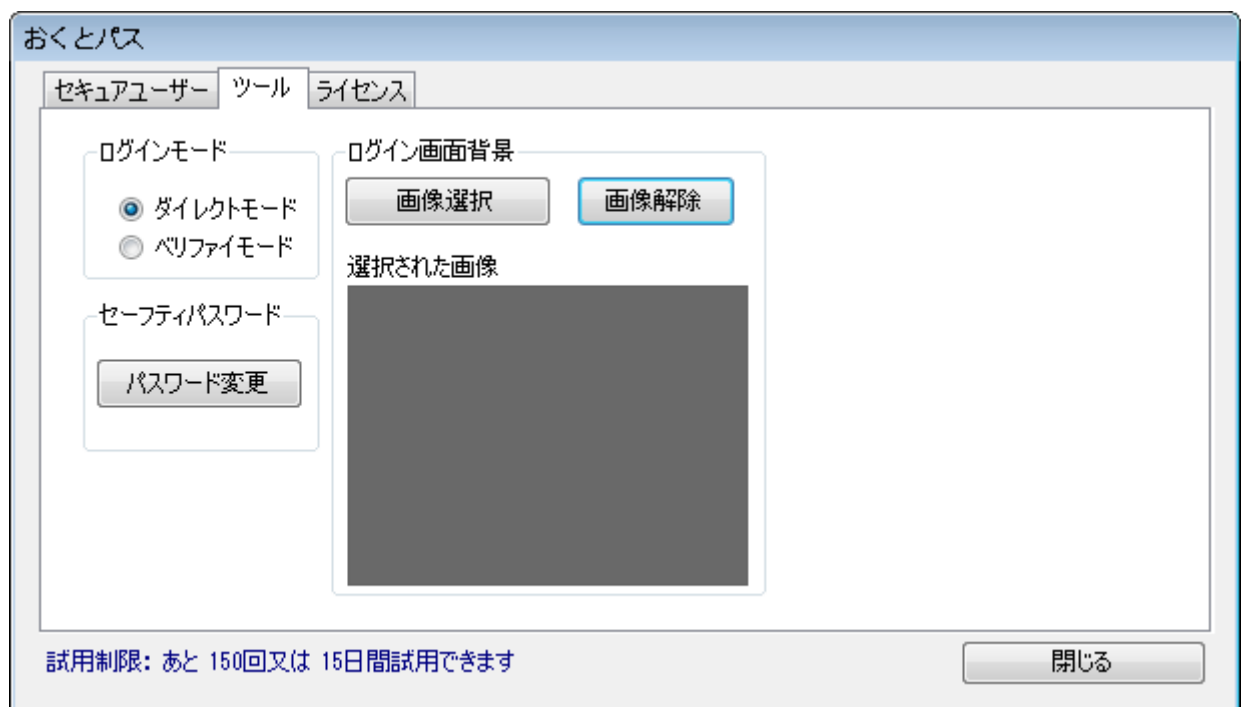 おくとパス
セキュアユーザー ツール ライセンス
ログインモード
ダイレクトモード
ベリファイモード
セーフティパスワード
パスワード変更
ログイン画面背景
画像選択 画像解除
選択された画像
試用制限: あと 150回又は 15日間試用できます
閉じる